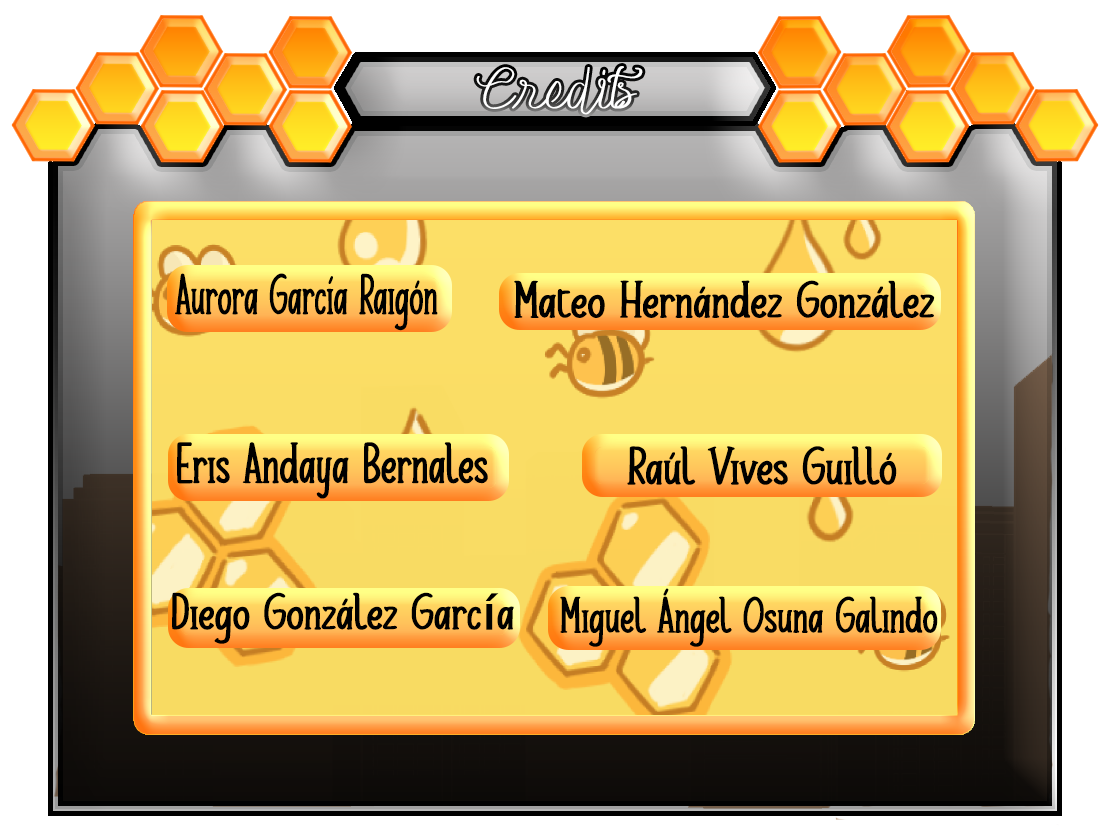 Credits
Aurora García Raigón
Mateo Hernández González
Eris Andaya Bernales
Raúl Vives Guilló
Diego González García
Miguel Ángel Osuna Galindo